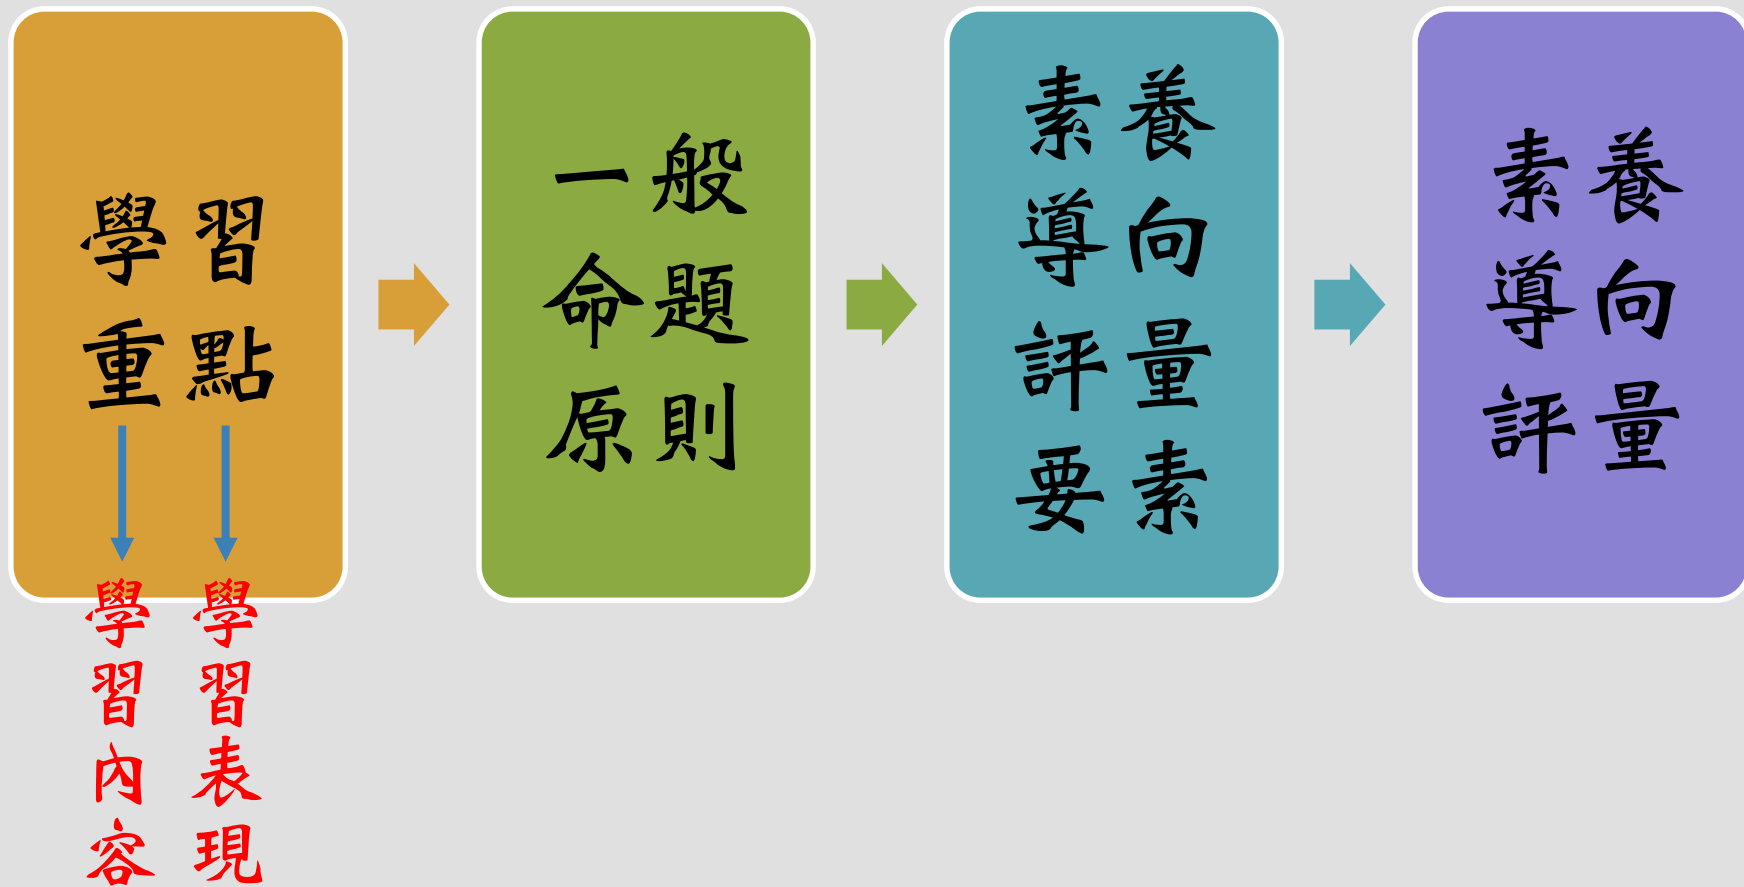 學習
重點
學習內容
學習表現
一般
命題
原則
素養
導向
評量
要素
素養
導向
評量